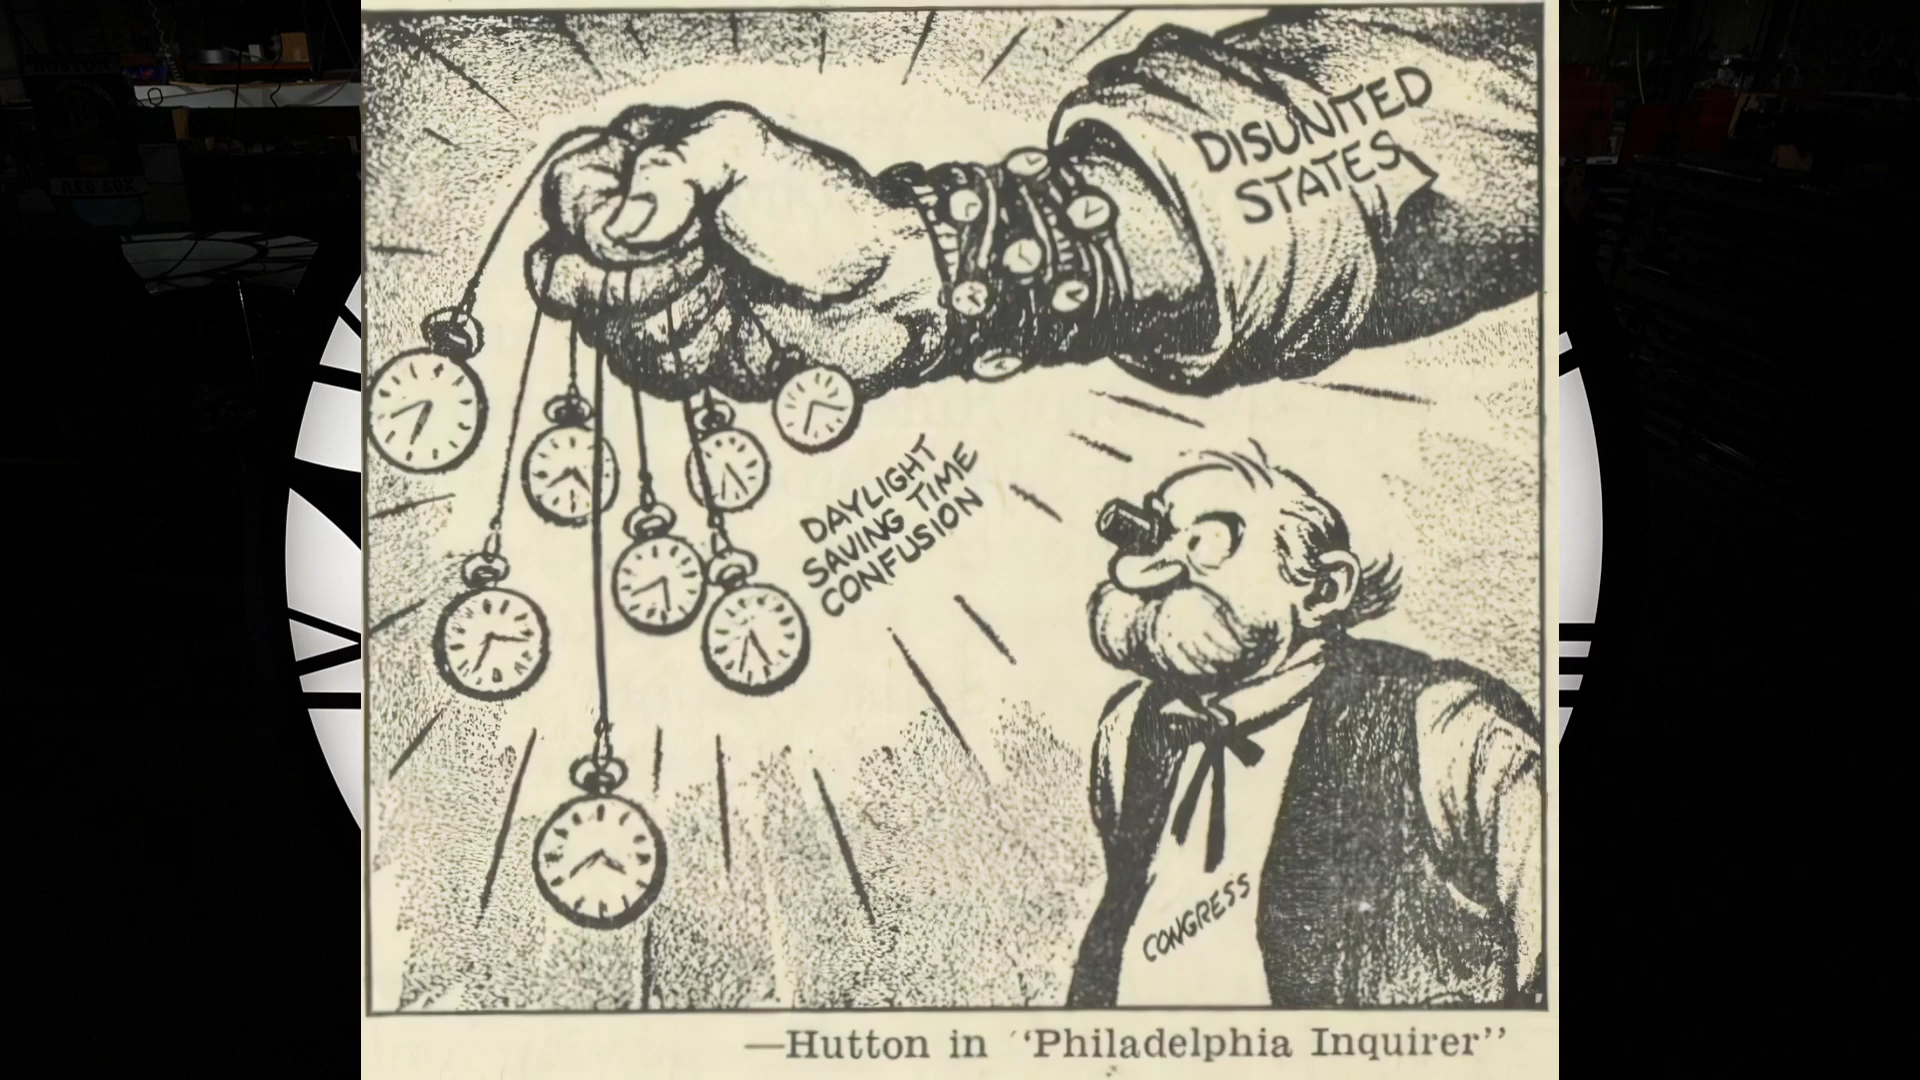 DISUNITED
STATES
DAYLIGHT
SAVING TIME
CONFUSION
CONGRESS
—Hutton in “Philadelphia Inquirer”